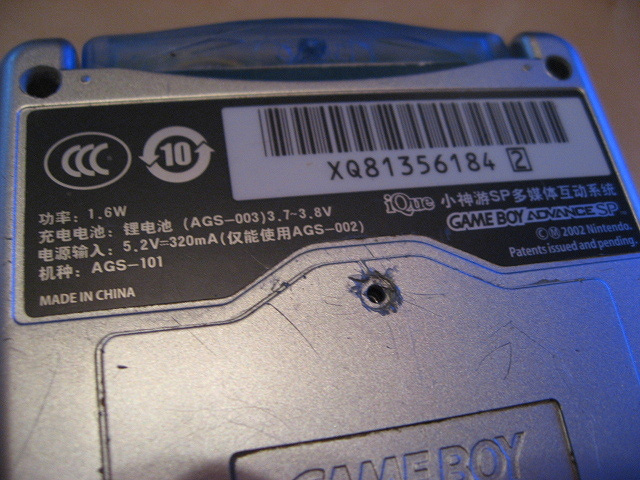 CCC
10
XQ81356184 2
iQue 小神游SP多媒体互动系统
GAME BOY ADVANCE SP™
©Ⓜ 2002 Nintendo.
Patents issued and pending.
功率: 1.6W
充电电池: 锂电池 (AGS-003)3.7-3.8V
电源输入: 5.2V=320mA(仅能使用AGS-002)
机种: AGS-101
MADE IN CHINA
GAME BOY